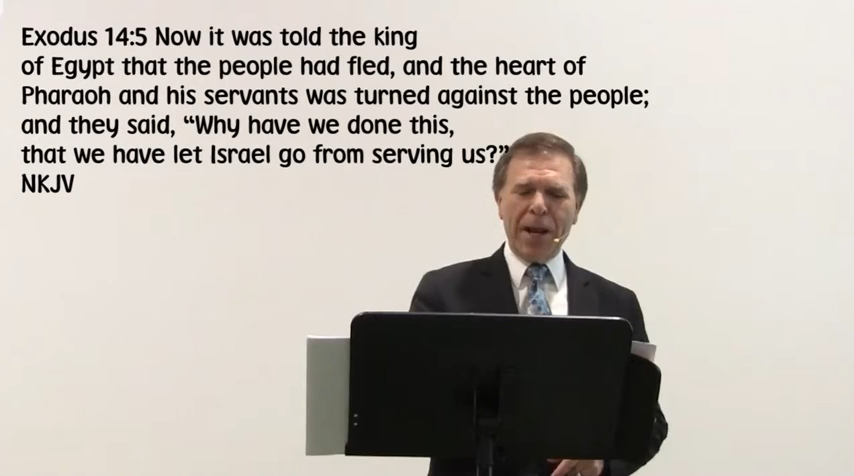 Exodus 14:5 Now it was told the king
of Egypt that the people had fled, and the heart of
Pharaoh and his servants was turned against the people;
and they said, “Why have we done this,
that we have let Israel go from serving us?”
NKJV